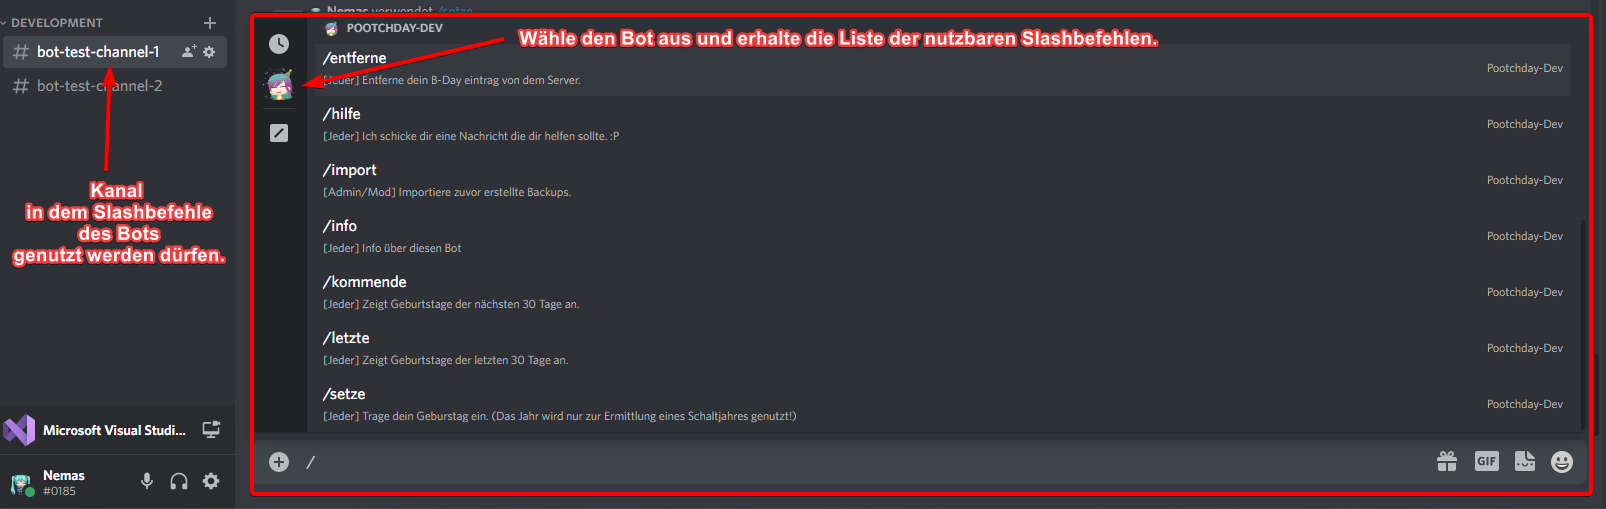 DEVELOPMENT
bot-test-channel-1
bot-test-channel-2
Kanal
in dem Slashbefehle
des Bots
genutzt werden dürfen.
Microsoft Visual Studi...
Nemas
#0185
Nemas verwendet /setze
POOTCHDAY-DEV
Wähle den Bot aus und erhalte die Liste der nutzbaren Slashbefehlen.
/entferne
[Jeder] Entferne dein B-Day eintrag von dem Server.
Pootchday-Dev
/hilfe
[Jeder] Ich schicke dir eine Nachricht die dir helfen sollte. :P
Pootchday-Dev
/import
[Admin/Mod] Importiere zuvor erstellte Backups.
Pootchday-Dev
/info
[Jeder] Info über diesen Bot
Pootchday-Dev
/kommende
[Jeder] Zeigt Geburtstage der nächsten 30 Tage an.
Pootchday-Dev
/letzte
[Jeder] Zeigt Geburtstage der letzten 30 Tage an.
Pootchday-Dev
/setze
[Jeder] Trage dein Geburstag ein. (Das Jahr wird nur zur Ermittlung eines Schaltjahres genutzt!)
Pootchday-Dev
/
GIF